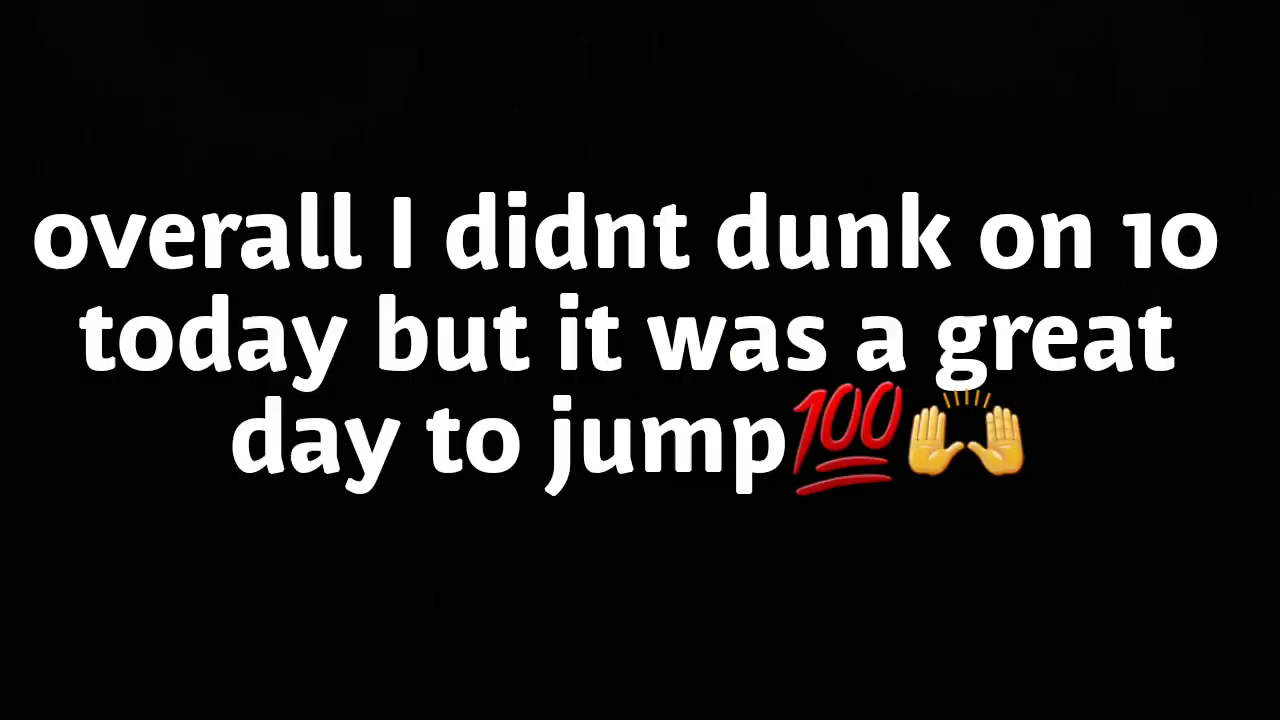 overall I didnt dunk on 10
today but it was a great
day to jump💯🙌